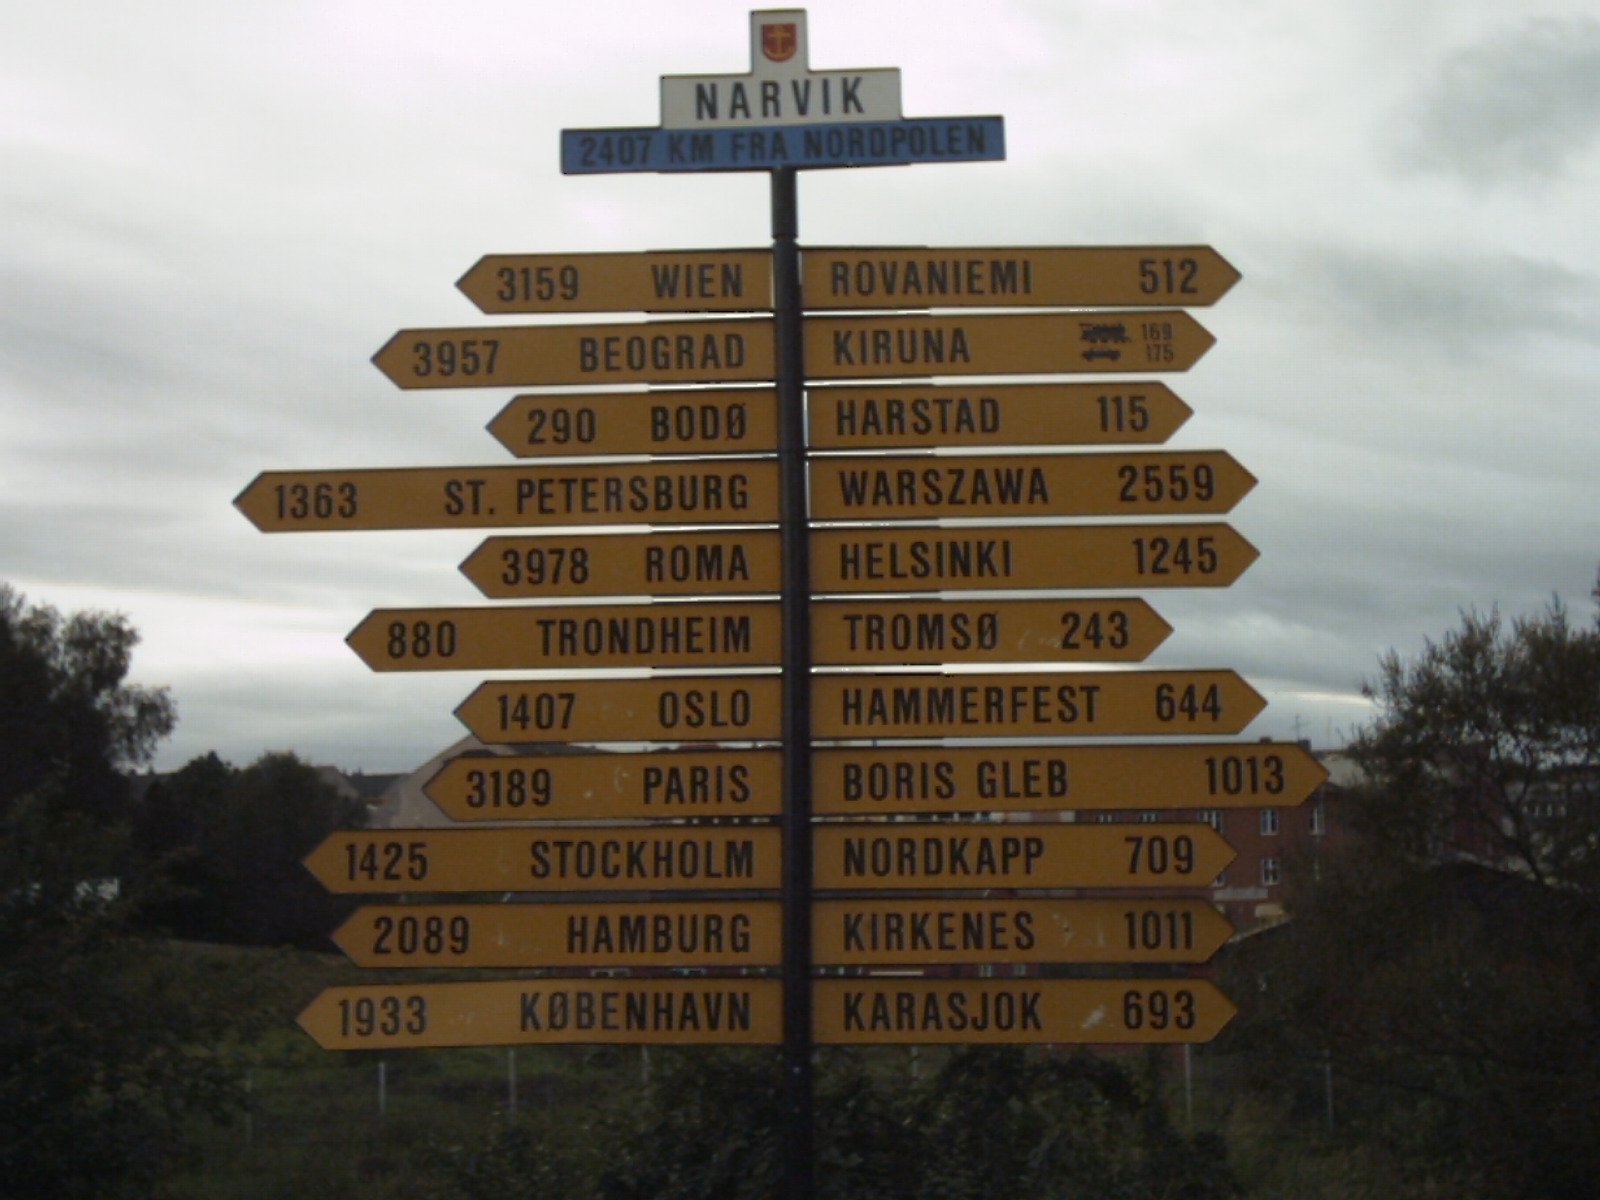 NARVIK
2407 KM FRA NORDPOLEN
3159 WIEN
ROVANIEMI 512
3957 BEOGRAD
KIRUNA 169
175
290 BODØ
HARSTAD 115
1363 ST. PETERSBURG
WARSZAWA 2559
3978 ROMA
HELSINKI 1245
880 TRONDHEIM
TROMSØ 243
1407 OSLO
HAMMERFEST 644
3189 PARIS
BORIS GLEB 1013
1425 STOCKHOLM
NORDKAPP 709
2089 HAMBURG
KIRKENES 1011
1933 KØBENHAVN
KARASJOK 693